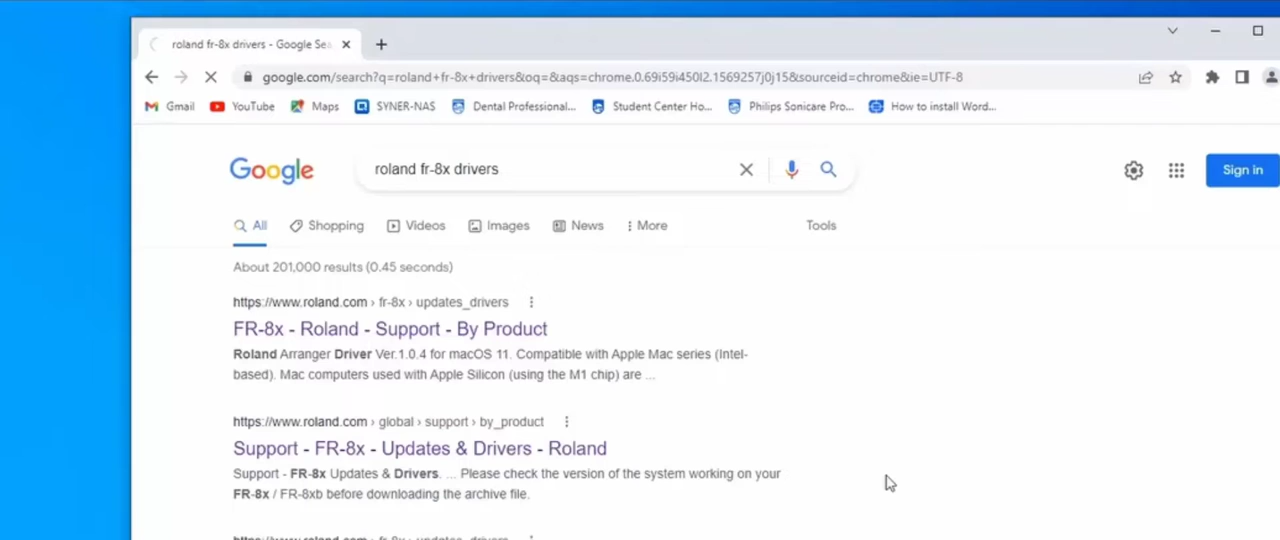 roland fr-8x drivers - Google Sea
google.com/search?q=roland+fr-8x+drivers&oq=&aqs=chrome.0.69i59i450l2.1569257j0j15&sourceid=chrome&ie=UTF-8
Gmail YouTube Maps SYNER-NAS Dental Professional... Student Center Ho... Philips Sonicare Pro... How to install Word...
Google roland fr-8x drivers Sign in
All Shopping Videos Images News More Tools
About 201,000 results (0.45 seconds)
https://www.roland.com › fr-8x › updates_drivers
FR-8x - Roland - Support - By Product
Roland Arranger Driver Ver.1.0.4 for macOS 11. Compatible with Apple Mac series (Intel-
based). Mac computers used with Apple Silicon (using the M1 chip) are ...
https://www.roland.com › global › support › by_product
Support - FR-8x - Updates & Drivers - Roland
Support - FR-8x Updates & Drivers. ... Please check the version of the system working on your
FR-8x / FR-8xb before downloading the archive file.
https://www.roland.com › fr-8x › updates_drivers